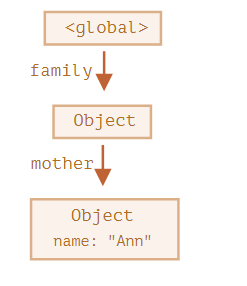 <global>
family
Object
mother
Object
name: "Ann"